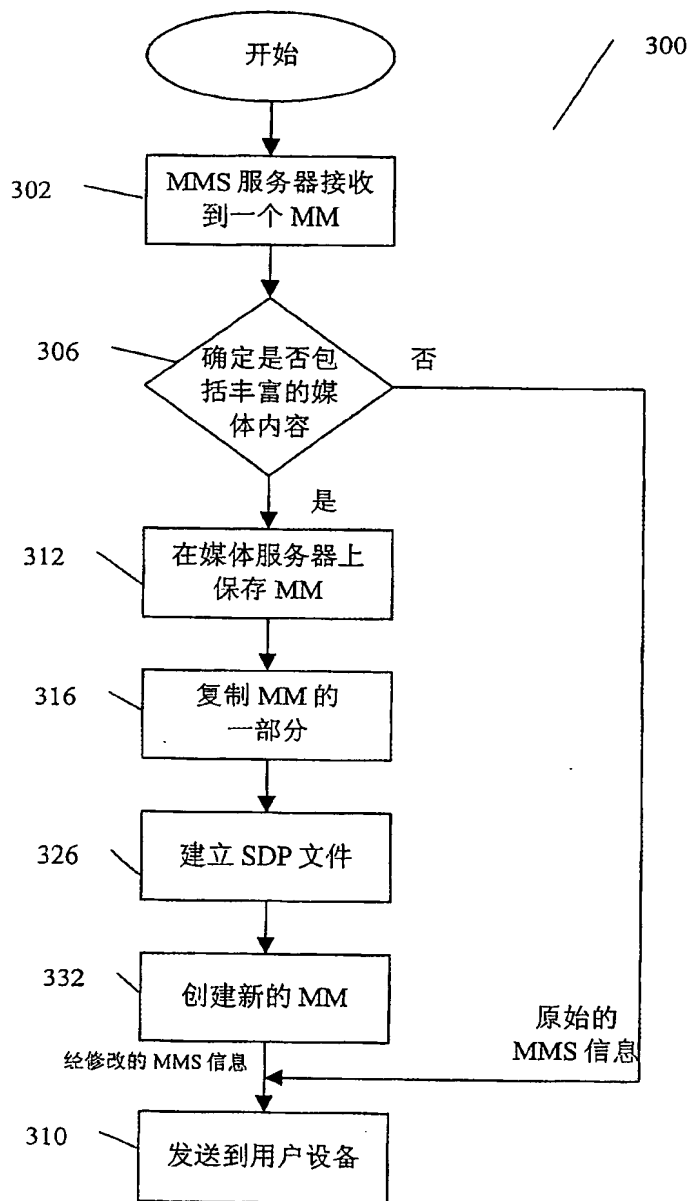 开始
300
302
MMS 服务器接收
到一个 MM
306
确定是否包
括丰富的媒
体内容
否
是
312
在媒体服务器上
保存 MM
316
复制 MM 的
一部分
326
建立 SDP 文件
332
创建新的 MM
原始的
MMS 信息
经修改的 MMS 信息
310
发送到用户设备